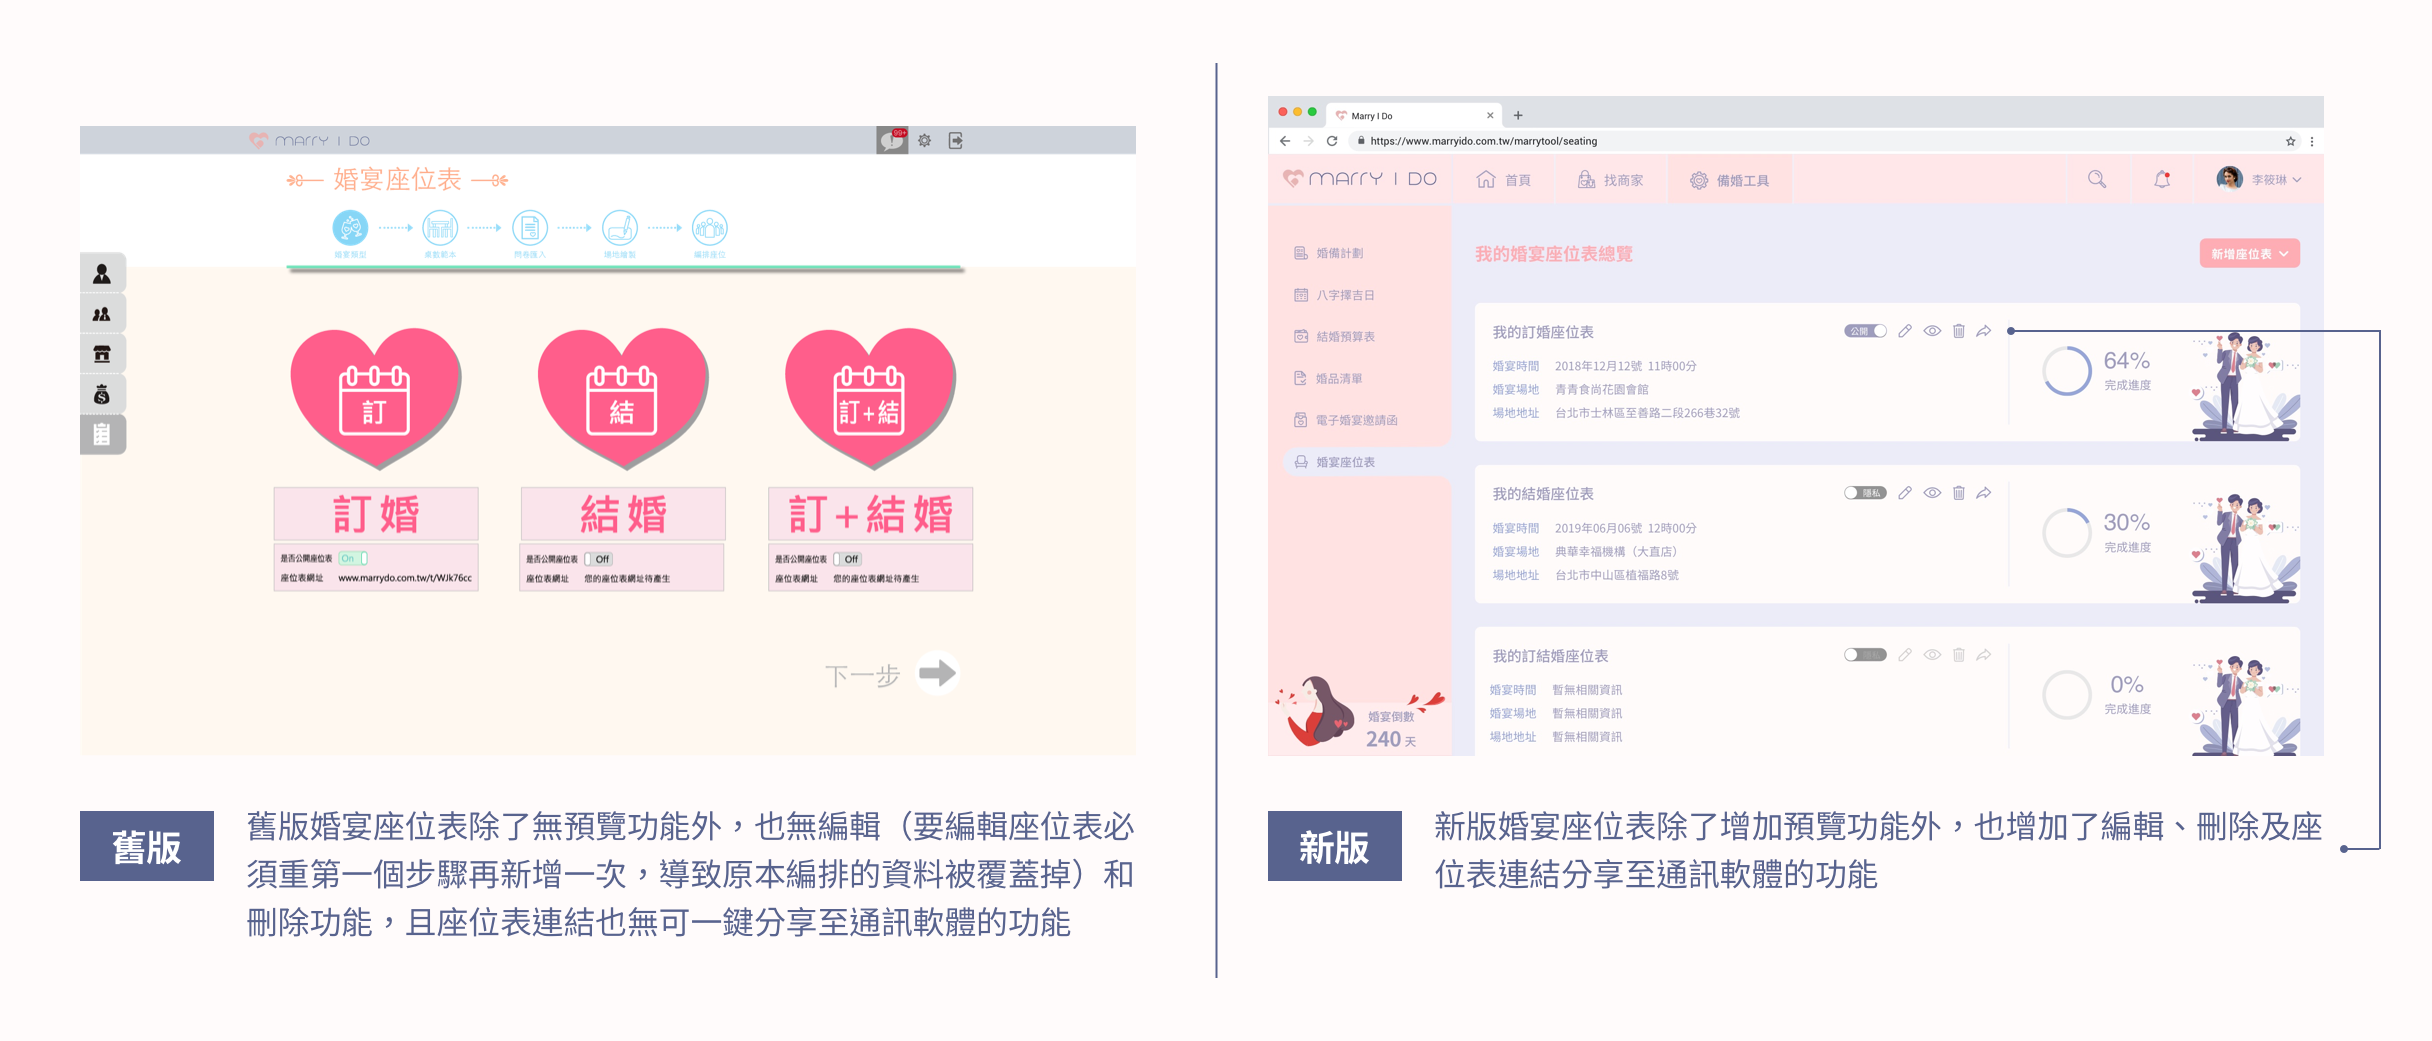 MARRY I DO
99+
婚宴座位表
婚宴類型
桌數範本
問卷匯入
場地繪製
編排座位
訂
結
訂+結
訂婚
結婚
訂+結婚
是否公開座位表 On
座位表網址 www.marrydo.com.tw/t/WJk76cc
是否公開座位表 Off
座位表網址 您的座位表網址待產生
是否公開座位表 Off
座位表網址 您的座位表網址待產生
下一步
舊版
舊版婚宴座位表除了無預覽功能外，也無編輯（要編輯座位表必
須重第一個步驟再新增一次，導致原本編排的資料被覆蓋掉）和
刪除功能，且座位表連結也無可一鍵分享至通訊軟體的功能
Marry I Do
https://www.marryido.com.tw/marrytool/seating
MARRY I DO
首頁
找商家
備婚工具
李筱琳
婚備計劃
八字擇吉日
結婚預算表
婚品清單
電子婚宴邀請函
婚宴座位表
婚宴倒數
240 天
我的婚宴座位表總覽
新增座位表
我的訂婚座位表
公開
婚宴時間 2018年12月12號 11時00分
婚宴場地 青青食尚花園會館
場地地址 台北市士林區至善路二段266巷32號
64%
完成進度
我的結婚座位表
隱私
婚宴時間 2019年06月06號 12時00分
婚宴場地 典華幸福機構（大直店）
場地地址 台北市中山區植福路8號
30%
完成進度
我的訂結婚座位表
隱私
婚宴時間 暫無相關資訊
婚宴場地 暫無相關資訊
場地地址 暫無相關資訊
0%
完成進度
新版
新版婚宴座位表除了增加預覽功能外，也增加了編輯、刪除及座
位表連結分享至通訊軟體的功能